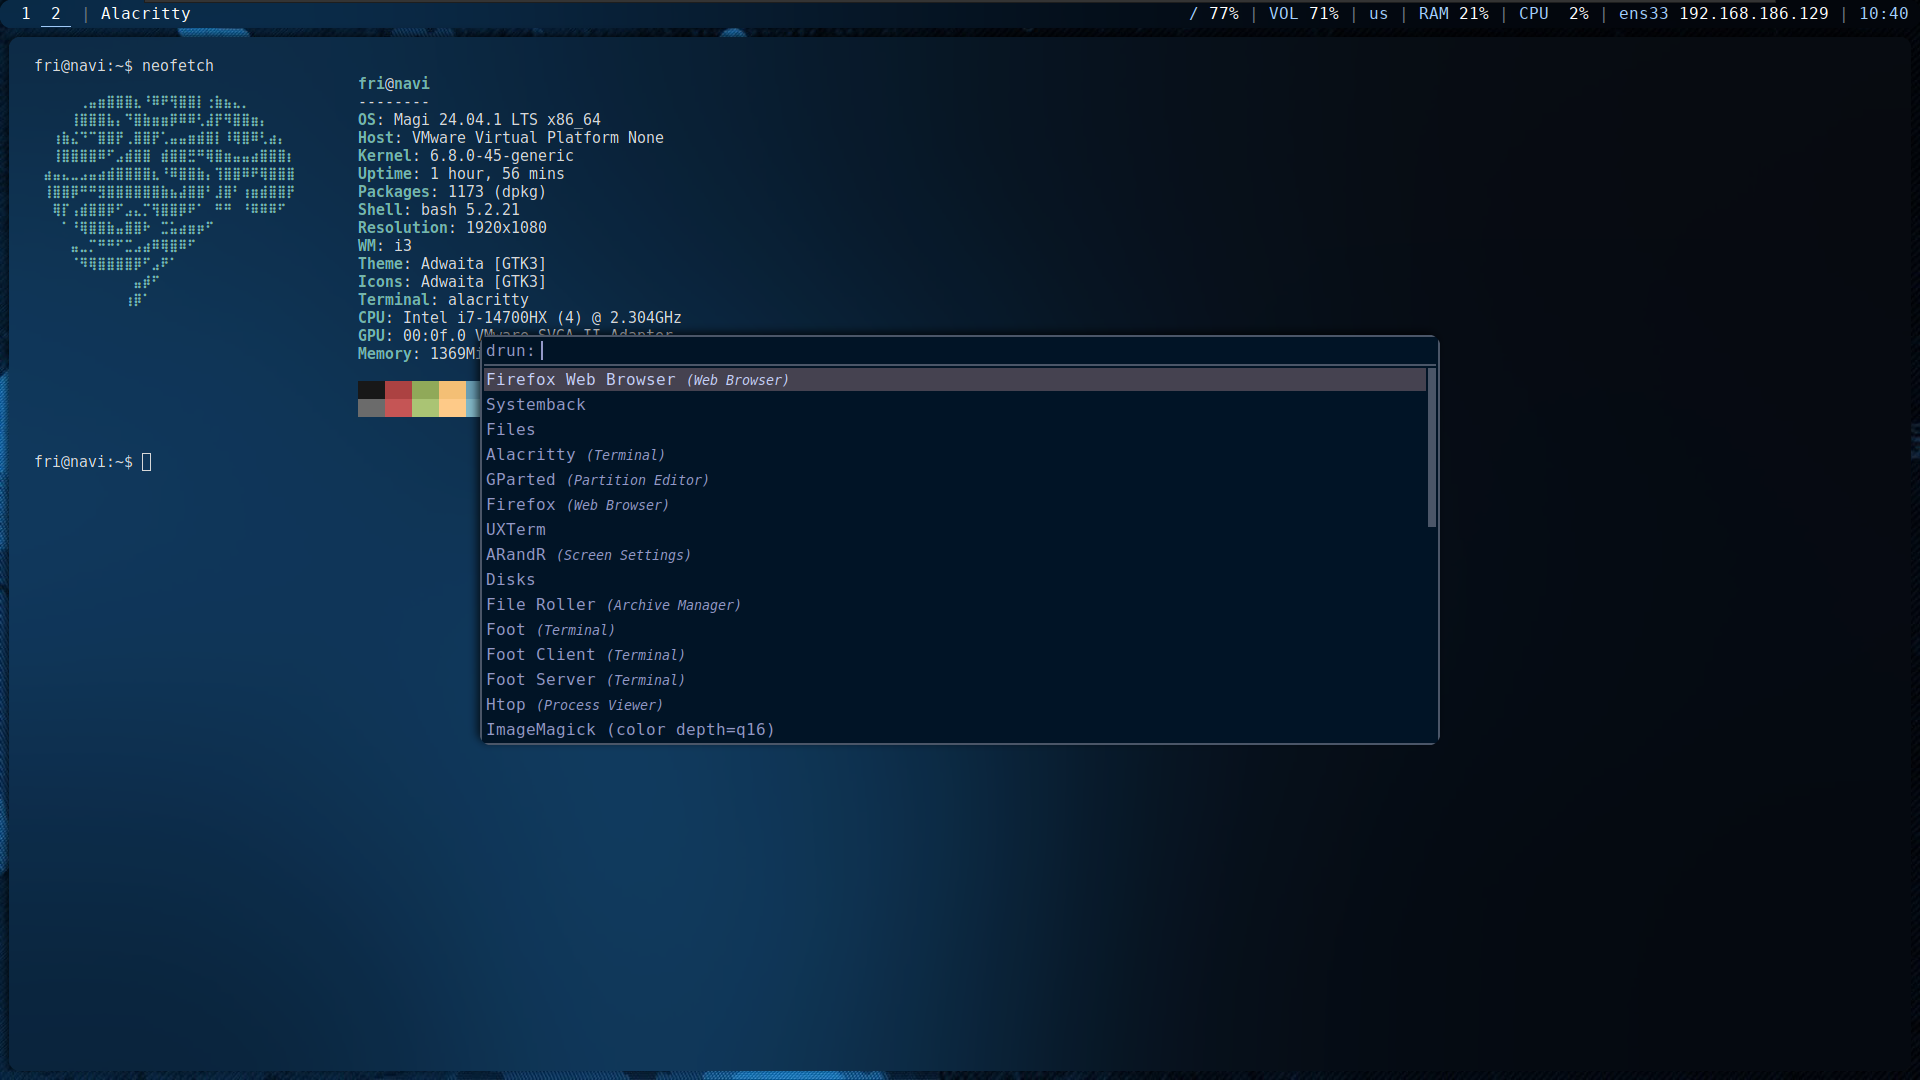 1 2 | Alacritty / 77% | VOL 71% | us | RAM 21% | CPU 2% | ens33 192.168.186.129 | 10:40
fri@navi:~$ neofetch
fri@navi
--------
OS: Magi 24.04.1 LTS x86_64
Host: VMware Virtual Platform None
Kernel: 6.8.0-45-generic
Uptime: 1 hour, 56 mins
Packages: 1173 (dpkg)
Shell: bash 5.2.21
Resolution: 1920x1080
WM: i3
Theme: Adwaita [GTK3]
Icons: Adwaita [GTK3]
Terminal: alacritty
CPU: Intel i7-14700HX (4) @ 2.304GHz
GPU: 00:0f.0 VMware SVGA II Adapter
Memory: 1369Mi
fri@navi:~$
drun:
Firefox Web Browser (Web Browser)
Systemback
Files
Alacritty (Terminal)
GParted (Partition Editor)
Firefox (Web Browser)
UXTerm
ARandR (Screen Settings)
Disks
File Roller (Archive Manager)
Foot (Terminal)
Foot Client (Terminal)
Foot Server (Terminal)
Htop (Process Viewer)
ImageMagick (color depth=q16)